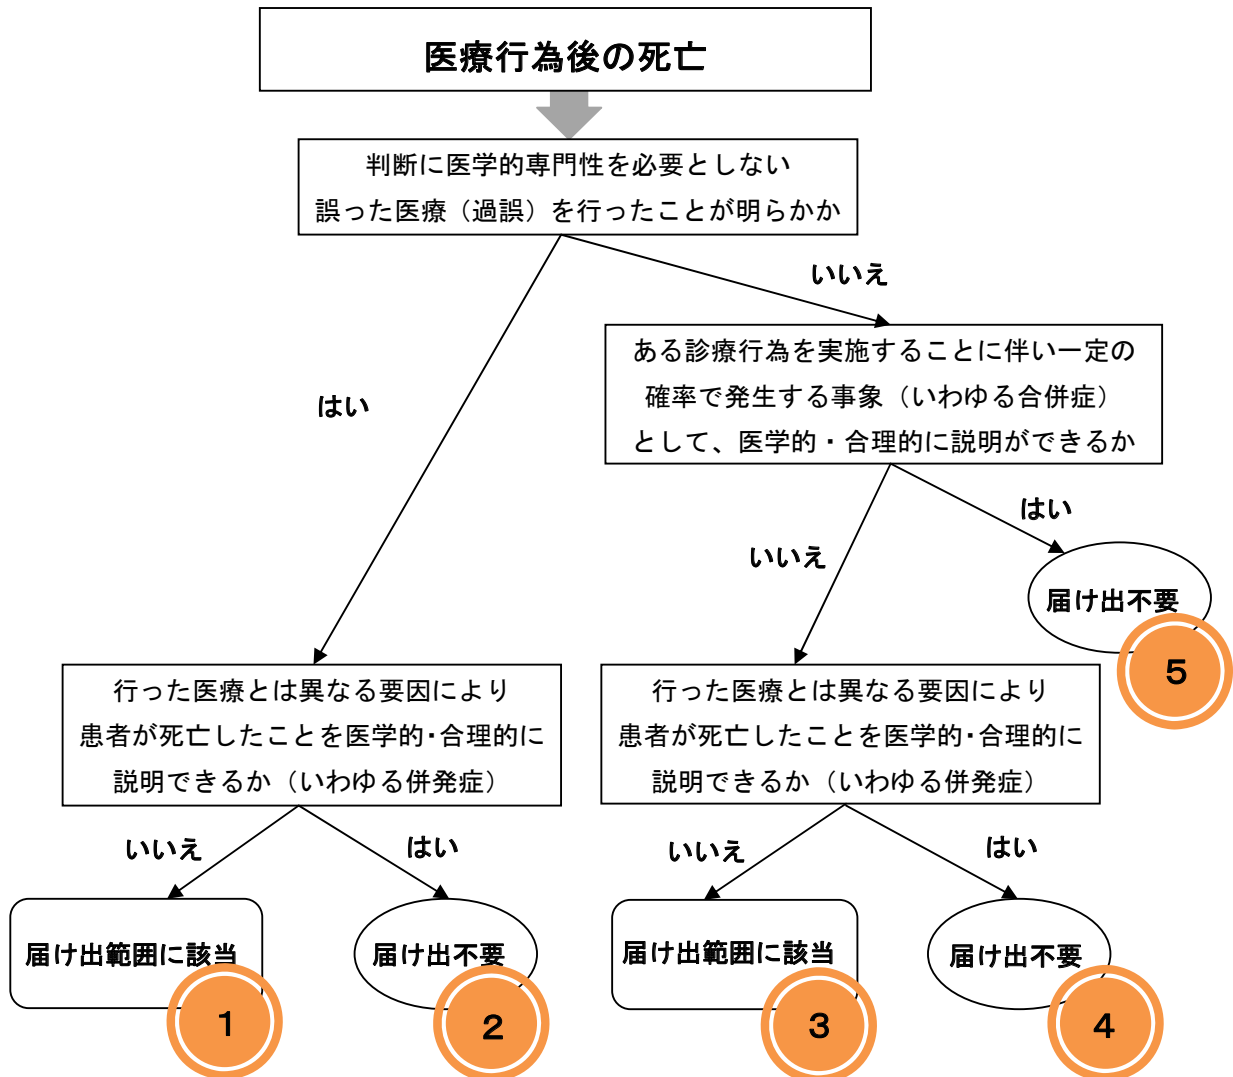 医療行為後の死亡
判断に医学的専門性を必要としない
誤った医療（過誤）を行ったことが明らかか
いいえ
ある診療行為を実施することに伴い一定の
確率で発生する事象（いわゆる合併症）
として、医学的・合理的に説明ができるか
はい
はい
いいえ
届け出不要
5
行った医療とは異なる要因により
患者が死亡したことを医学的・合理的に
説明できるか（いわゆる併発症）
行った医療とは異なる要因により
患者が死亡したことを医学的・合理的に
説明できるか（いわゆる併発症）
いいえ
はい
いいえ
はい
届け出範囲に該当
1
届け出不要
2
届け出範囲に該当
3
届け出不要
4